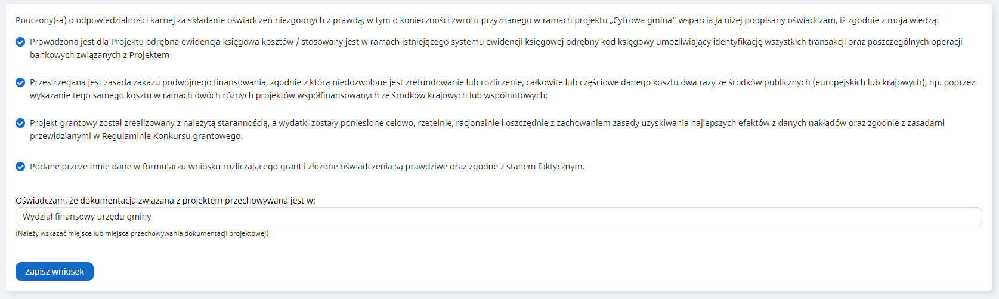 Pouczony(-a) o odpowiedzialności karnej za składanie oświadczeń niezgodnych z prawdą, w tym o konieczności zwrotu przyznanego w ramach projektu „Cyfrowa gmina” wsparcia Ja niżej podpisany oświadczam, iż zgodnie z moja wiedzą:
Prowadzona jest dla Projektu odrębna ewidencja księgowa kosztów / stosowany jest w ramach istniejącego systemu ewidencji księgowej odrębny kod księgowy umożliwiający identyfikację wszystkich transakcji oraz poszczególnych operacji
bankowych związanych z Projektem
Przestrzegana jest zasada zakazu podwójnego finansowania, zgodnie z którą niedozwolone jest zrefundowanie lub rozliczenie, całkowite lub częściowe danego kosztu dwa razy ze środków publicznych (europejskich lub krajowych), np. poprzez
wykazanie tego samego kosztu w ramach dwóch różnych projektów współfinansowanych ze środków krajowych lub wspólnotowych;
Projekt grantowy został zrealizowany z należytą starannością, a wydatki zostały poniesione celowo, rzetelnie, racjonalnie i oszczędnie z zachowaniem zasady uzyskiwania najlepszych efektów z danych nakładów oraz zgodnie z zasadami
przewidzianymi w Regulaminie Konkursu grantowego.
Podane przeze mnie dane w formularzu wniosku rozliczającego grant i złożone oświadczenia są prawdziwe oraz zgodne z stanem faktycznym.
Oświadczam, że dokumentacja związana z projektem przechowywana jest w:
Wydział finansowy urzędu gminy
(Należy wskazać miejsce lub miejsca przechowywania dokumentacji projektowej)
Zapisz wniosek